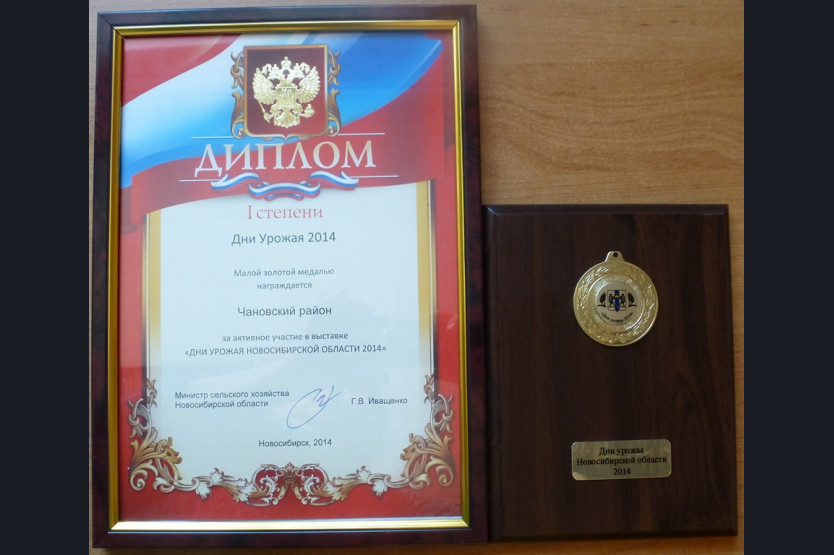 ДИПЛОМ
I степени
Дни Урожая 2014
Малой золотой медалью
награждается
Чановский район
за активное участие в выставке
«ДНИ УРОЖАЯ НОВОСИБИРСКОЙ ОБЛАСТИ 2014»
Министр сельского хозяйства
Новосибирской области
Г.В. Иващенко
Новосибирск, 2014
Дни урожая
Новосибирской области
2014